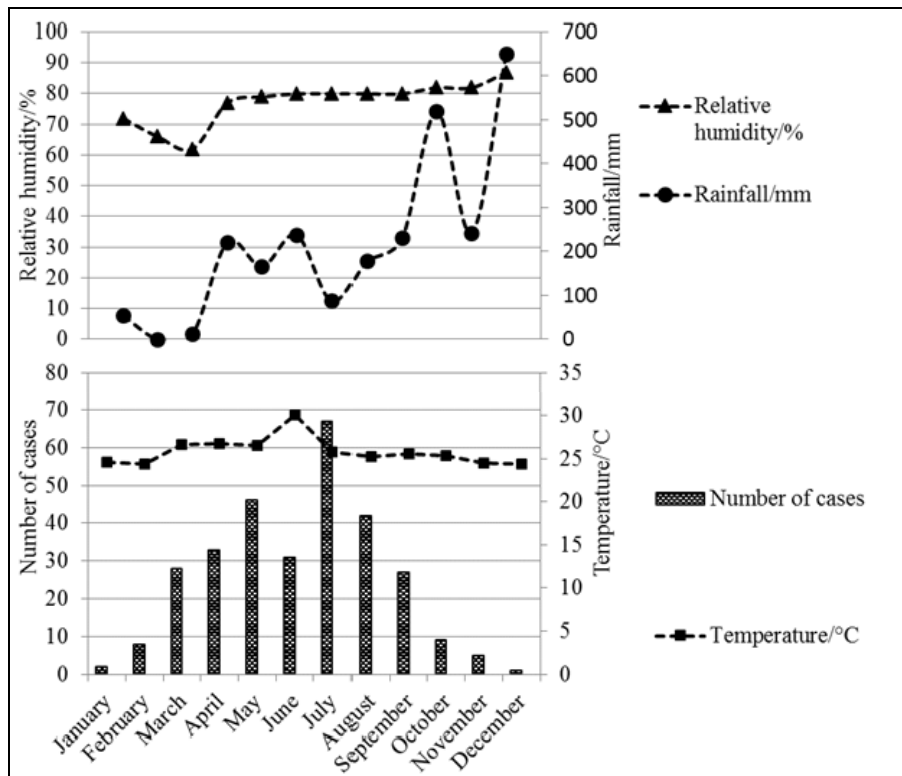 100
90
80
70
60
50
40
30
20
10
0
Relative humidity/%
700
600
500
400
300
200
100
0
Rainfall/mm
Relative
humidity/%
Rainfall/mm
80
70
60
50
40
30
20
10
0
Number of cases
35
30
25
20
15
10
5
0
Temperature/°C
Number of cases
Temperature/°C
January
February
March
April
May
June
July
August
September
October
November
December